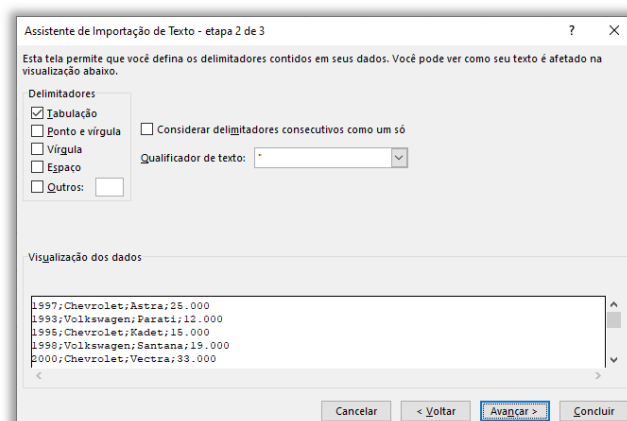 Assistente de Importação de Texto - etapa 2 de 3
Esta tela permite que você defina os delimitadores contidos em seus dados. Você pode ver como seu texto é afetado na
visualização abaixo.
Delimitadores
Tabulação
Ponto e vírgula
Vírgula
Espaço
Outros:
Considerar delimitadores consecutivos como um só
Qualificador de texto: "
Visualização dos dados
1997;Chevrolet;Astra;25.000
1993;Volkswagen;Parati;12.000
1995;Chevrolet;Kadet;15.000
1998;Volkswagen;Santana;19.000
2000;Chevrolet;Vectra;33.000
Cancelar < Voltar Avançar > Concluir